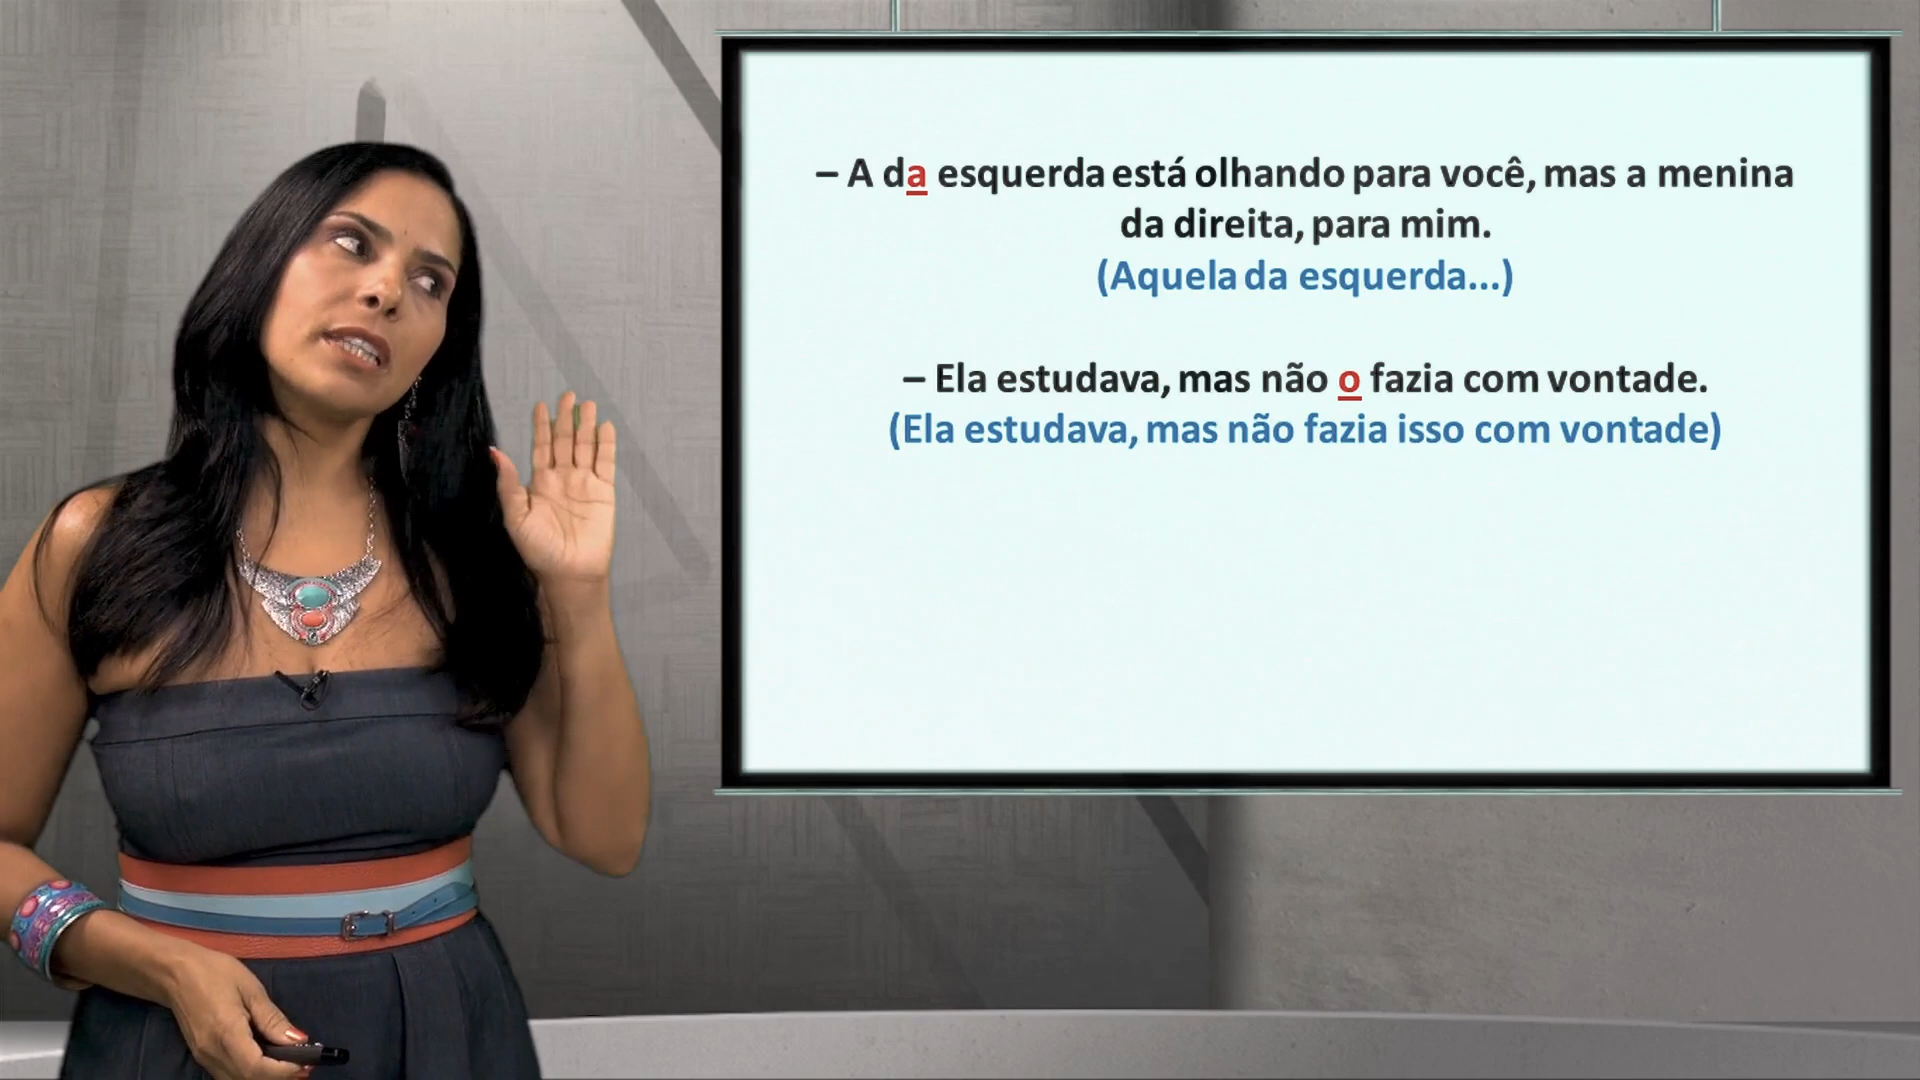 – A da esquerda está olhando para você, mas a menina
da direita, para mim.
(Aquela da esquerda...)
– Ela estudava, mas não o fazia com vontade.
(Ela estudava, mas não fazia isso com vontade)